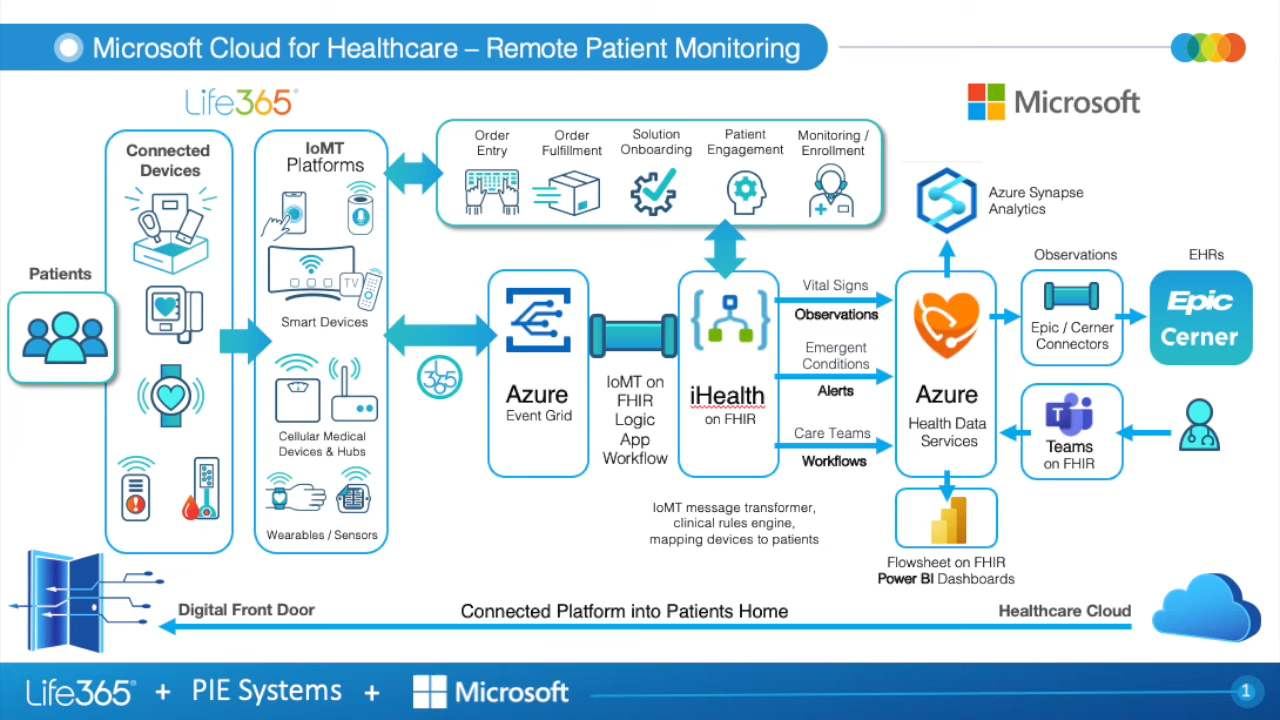 Microsoft Cloud for Healthcare – Remote Patient Monitoring
Life365®
Microsoft
Connected
Devices
IoMT
Platforms
Order
Entry
Order
Fulfillment
Solution
Onboarding
Patient
Engagement
Monitoring /
Enrollment
Azure Synapse
Analytics
Patients
TV
Smart Devices
Cellular Medical
Devices & Hubs
Wearables / Sensors
365
Azure
Event Grid
IoMT on
FHIR
Logic
App
Workflow
iHealth
on FHIR
IoMT message transformer,
clinical rules engine,
mapping devices to patients
Vital Signs
Observations
Emergent
Conditions
Alerts
Care Teams
Workflows
Azure
Health Data
Services
Observations
Epic / Cerner
Connectors
EHRs
Epic
Cerner
T
Teams
on FHIR
Flowsheet on FHIR
Power BI Dashboards
Digital Front Door
Connected Platform into Patients Home
Healthcare Cloud
Life365® + PIE Systems + Microsoft
1